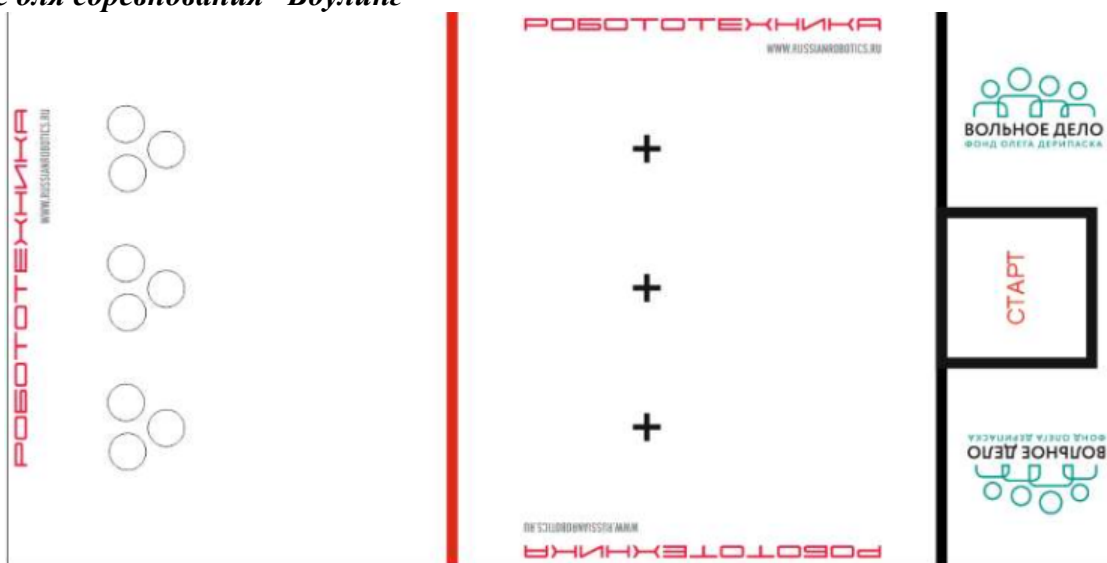 для соревнования "Боулинг"
РОБОТОТЕХНИКА
WWW.RUSSIANROBOTICS.RU
РОБОТОТЕХНИКА
WWW.RUSSIANROBOTICS.RU
ВОЛЬНОЕ ДЕЛО
ФОНД ОЛЕГА ДЕРИПАСКА
СТАРТ
ВОЛЬНОЕ ДЕЛО
ФОНД ОЛЕГА ДЕРИПАСКА
WWW.RUSSIANROBOTICS.RU
РОБОТОТЕХНИКА